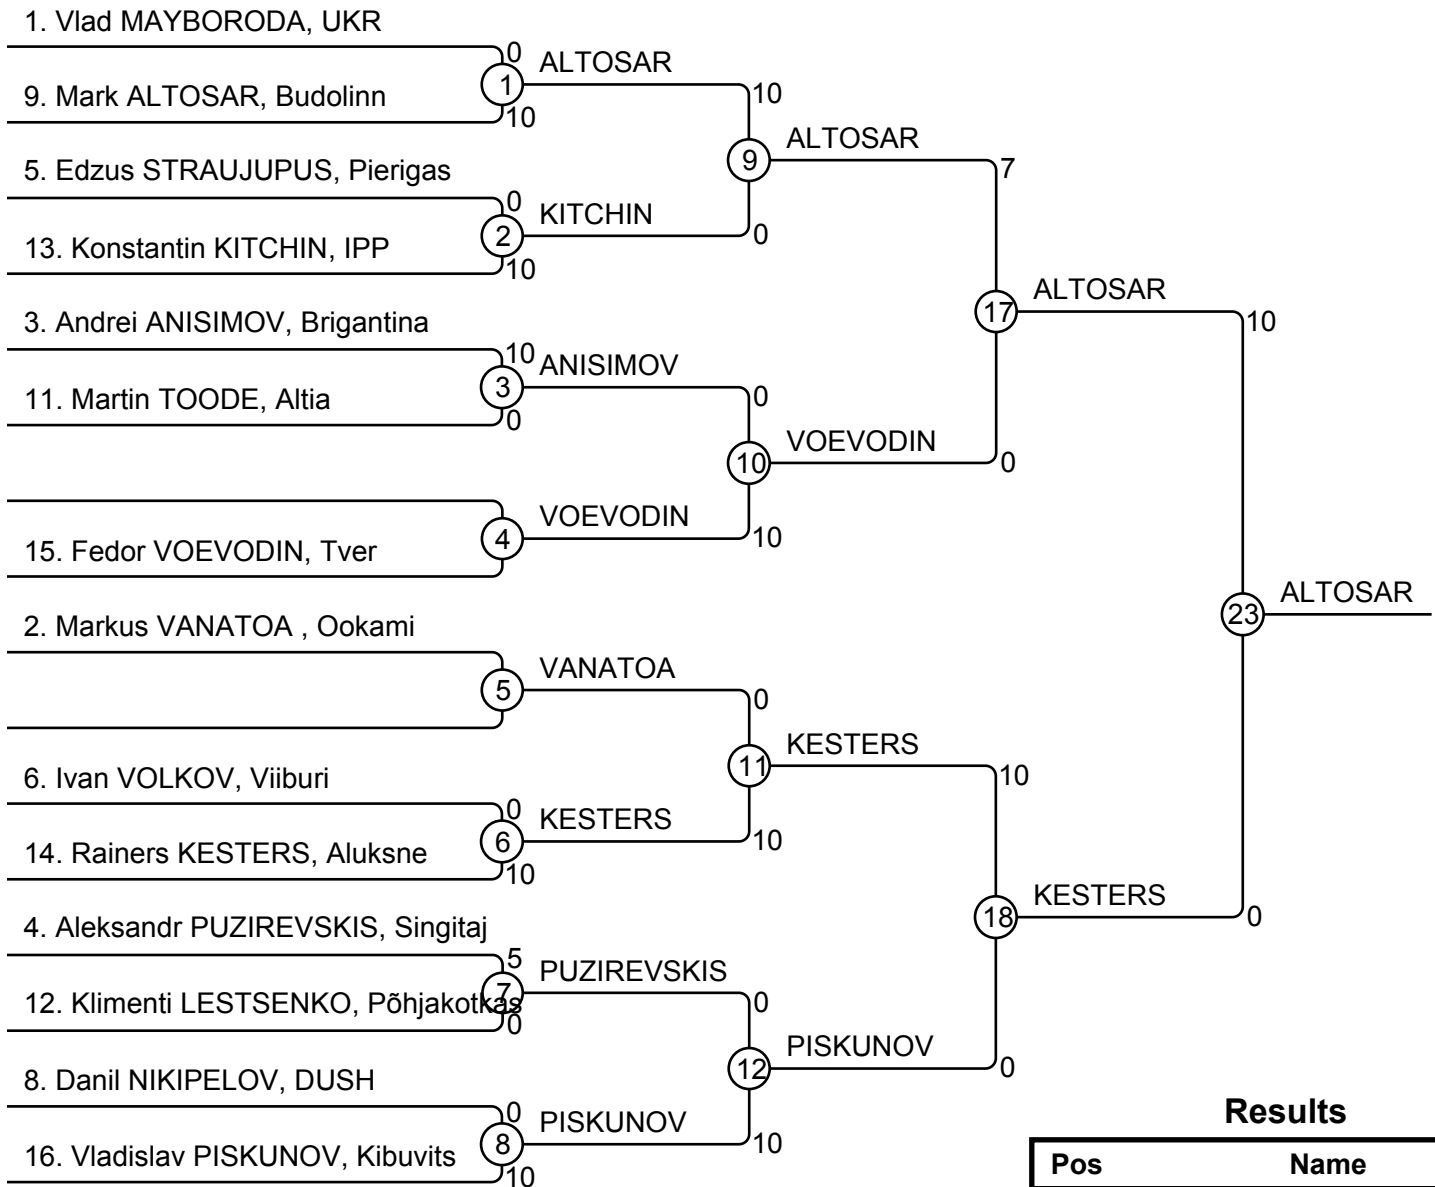 1. Vlad MAYBORODA, UKR
0
ALTOSAR
1
10
9. Mark ALTOSAR, Budolinn
10
ALTOSAR
9
7
5. Edzus STRAUJUPUS, Pierigas
0
KITCHIN
2
0
13. Konstantin KITCHIN, IPP
10
ALTOSAR
17
10
3. Andrei ANISIMOV, Brigantina
10
ANISIMOV
3
0
11. Martin TOODE, Altia
0
VOEVODIN
10
0
VOEVODIN
4
10
15. Fedor VOEVODIN, Tver
ALTOSAR
23
2. Markus VANATOA , Ookami
VANATOA
5
0
KESTERS
11
10
6. Ivan VOLKOV, Viiburi
0
KESTERS
6
10
14. Rainers KESTERS, Aluksne
10
KESTERS
18
0
4. Aleksandr PUZIREVSKIS, Singitaj
5
PUZIREVSKIS
7
0
12. Klimenti LESTSENKO, Põhjakotkas
0
PISKUNOV
12
0
8. Danil NIKIPELOV, DUSH
0
PISKUNOV
8
10
16. Vladislav PISKUNOV, Kibuvits
10
Results
Pos Name